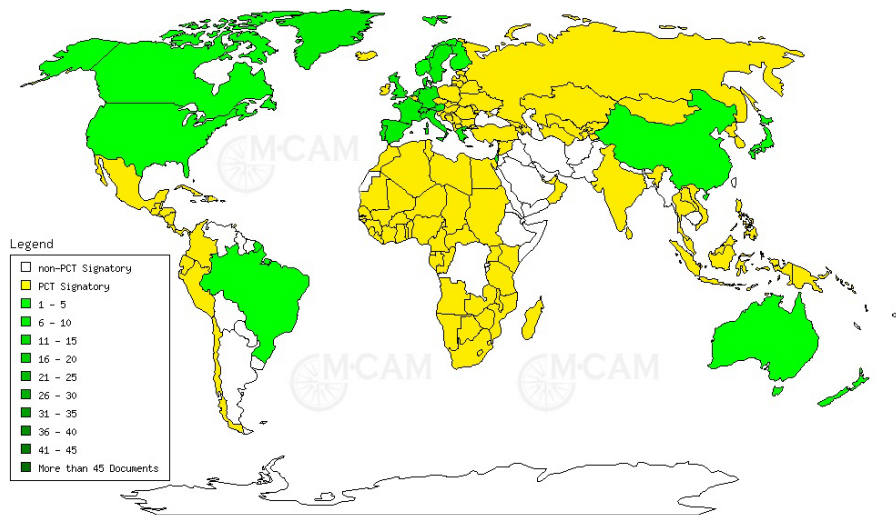 M·CAM
Legend
non-PCT Signatory
PCT Signatory
1 - 5
6 - 10
11 - 15
16 - 20
21 - 25
26 - 30
31 - 35
36 - 40
41 - 45
More than 45 Documents
M·CAM
M·CAM